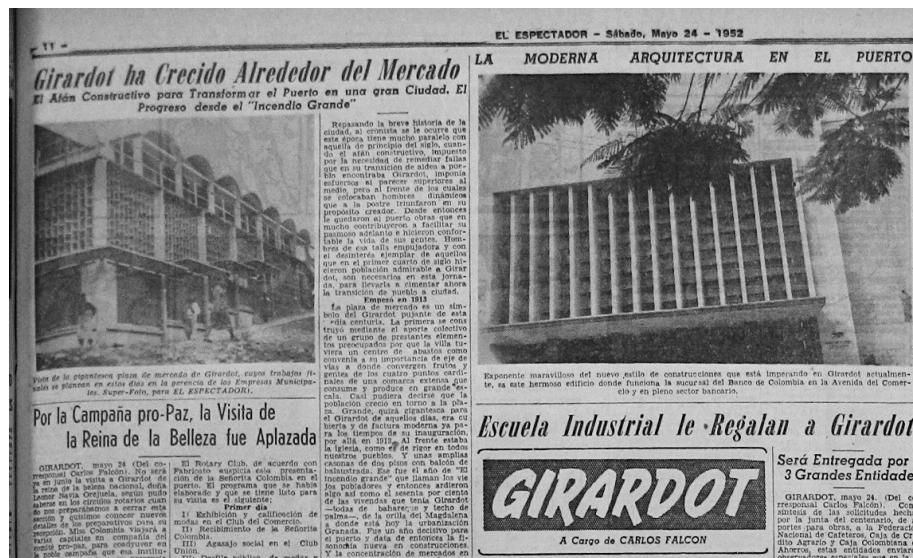 11 -
EL ESPECTADOR - Sábado, Mayo 24 - 1952
Girardot ha Crecido Alrededor del Mercado
El Afán Constructivo para Transformar el Puerto en una gran Ciudad. El
Progreso desde el "Incendio Grande"
Vista de la gigantesca plaza de mercado de Girardot, cuyos trabajos
se planean en estos días en la gerencia de las Empresas Municipa-
les. Super-Foto, para EL ESPECTADOR).
Repasando la breve historia de la
ciudad, al cronista se le ocurre que
esta época tiene mucho paralelo con
aquella de principio del siglo, cuan-
do el afán constructivo, impuesto
por la necesidad de remediar fallas
que en su transición de aldea a pue-
blo encontraba Girardot, imponía
esfuerzos al parecer superiores al
medio, pero al frente de los cuales
se colocaban hombres dinámicos
que a la postre triunfaron en su
propósito creador. Desde entonces
le quedaron al puerto obras que en
mucho contribuyeron a facilitar su
pasmoso adelanto e hicieron confor-
table la vida de sus gentes. Hom-
bres de esa talla empujadora y con
el desinterés ejemplar de aquellos
que en el primer cuarto de siglo hi-
cieron población admirable a Girar
dot, son necesarios en esta jorna-
da, para llevarla a cimentar ahora
la transición de pueblo a ciudad.
Empezó en 1913
La plaza de mercado es un sím-
bolo del Girardot pujante de esta
media centuria. La primera se cons
truyó mediante el aporte colectivo
de un grupo de prestantes elemen-
tos preocupados por que la villa tu-
viera un centro de abastos como
convenía a su importancia de eje de
vías a donde convergen frutos y
gentes de los cuatro puntos cardi-
nales de una comarca extensa que
consume y produce en grande es-
cala. Casi pudiera decirse que la
población creció en torno a la pla-
za. Grande, quizá gigantesca para
el Girardot de aquellos días, era cu
bierta y de factura moderna ya pa-
ra los tiempos de su inauguración,
por allá en 1913. Al frente estaba
la iglesia, como es de rigor en todos
nuestros pueblos. Y unas amplias
casonas de dos pisos con balcón de
balaustrada. Ese fue el año de "El
incendio grande" que llaman los vie
jos pobladores y entonces ardieron
algo así como el sesenta por ciento
de las viviendas que tenía Girardot
—todas de bahareque y techo de
palma—, de la orilla del Magdalena
a donde está hoy la urbanización
Granada. Fue un año decisivo para
el puerto y data de entonces la fi-
sonomía nueva en construcciones
y la concentración de mercados en
LA MODERNA ARQUITECTURA EN EL PUERTO
Exponente maravilloso del nuevo estilo de construcciones que está imperando en Girardot actualmen-
te, es este hermoso edificio donde funciona la sucursal del Banco de Colombia en la Avenida del Comer-
cio y en pleno sector bancario.
Por la Campaña pro-Paz, la Visita de
la Reina de la Belleza fue Aplazada
GIRARDOT, mayo 24 (Del co-
rresponsal Carlos Falcón). No será
ya en junio la visita a Girardot de
la reina de la belleza nacional, doña
Leonor Navia Orejuela, según pudo
saberse en los círculos rotarios cuan
do nos preparábamos a cerrar esta
sección y quisimos conocer nuevos
detalles de los preparativos para su
recepción. Miss Colombia viajará a
varias capitales en compañía del
comité pro-paz, para coadyuvar en
la noble campaña que esa institu-
El Rotary Club, de acuerdo con
Fabricato auspicia esta presenta-
ción de la Señorita Colombia en el
puerto. El programa que se había
elaborado y que se tiene listo para
su visita es el siguiente:
Primer día
I) Exhibición y calificación de
modas en el Club del Comercio.
II) Recibimiento de la Señorita
Colombia.
III) Agasajo social en el Club
Unión.
Escuela Industrial le Regalan a Girardot
GIRARDOT
A Cargo de CARLOS FALCON
Será Entregada por
3 Grandes Entidade
GIRARDOT, mayo 24. (Del co
rresponsal Carlos Falcón). Como
síntesis de las solicitudes hech
por la junta del centenario, de a
portes para obras, a la Federació
Nacional de Cafeteros, Caja de Cré
dito Agrario y Caja Colombiana d
Ahorros, estas entidades envia